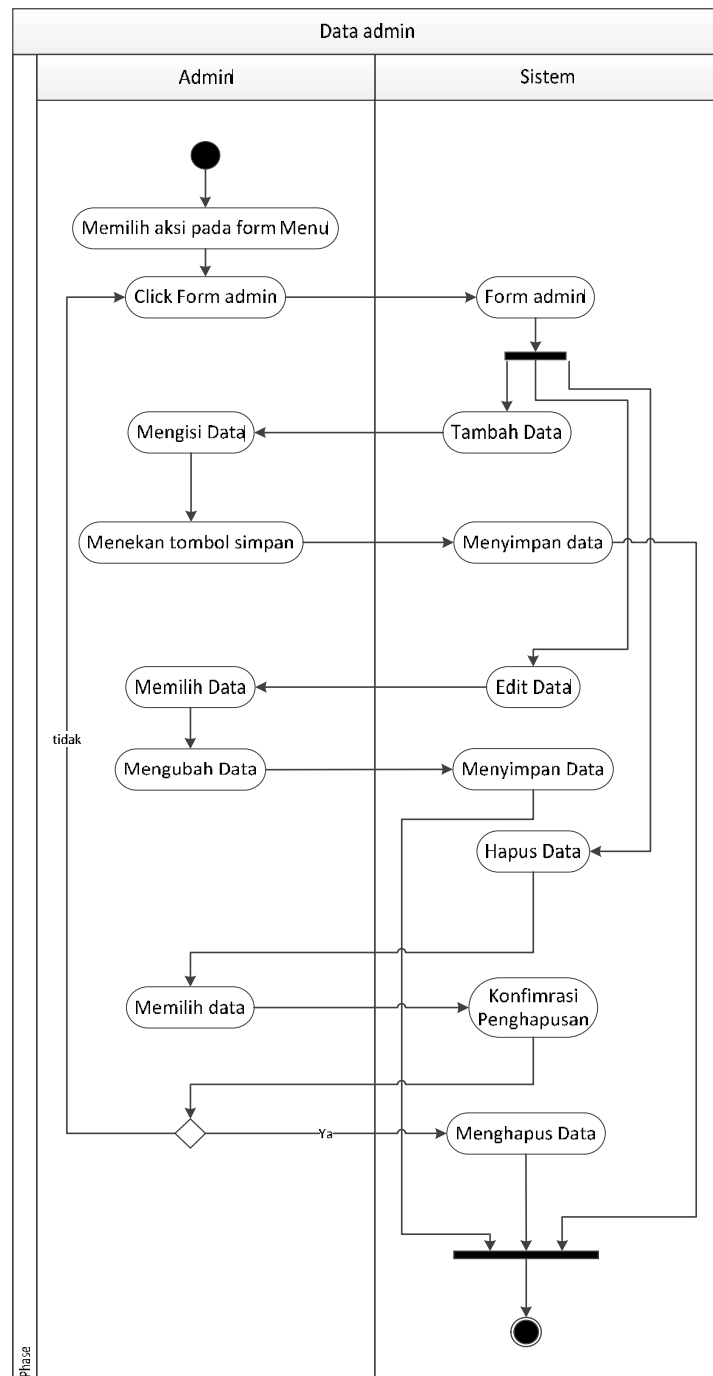 Data admin
Admin
Sistem
Memilih aksi pada form Menu
Click Form admin
Form admin
Mengisi Data
Tambah Data
Menekan tombol simpan
Menyimpan data
Memilih Data
Edit Data
tidak
Mengubah Data
Menyimpan Data
Hapus Data
Memilih data
Konfimrasi
Penghapusan
Ya
Menghapus Data
Phase